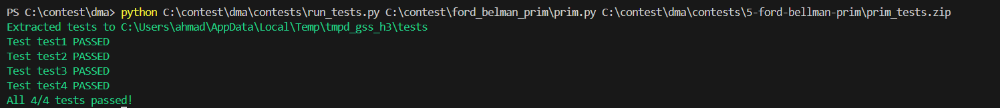 PS C:\contest\dma> python C:\contest\dma\contests\run_tests.py C:\contest\ford_belman_prim\prim.py C:\contest\dma\contests\5-ford-bellman-prim\prim_tests.zip
Extracted tests to C:\Users\ahmad\AppData\Local\Temp\tmpd_gss_h3\tests
Test test1 PASSED
Test test2 PASSED
Test test3 PASSED
Test test4 PASSED
All 4/4 tests passed!